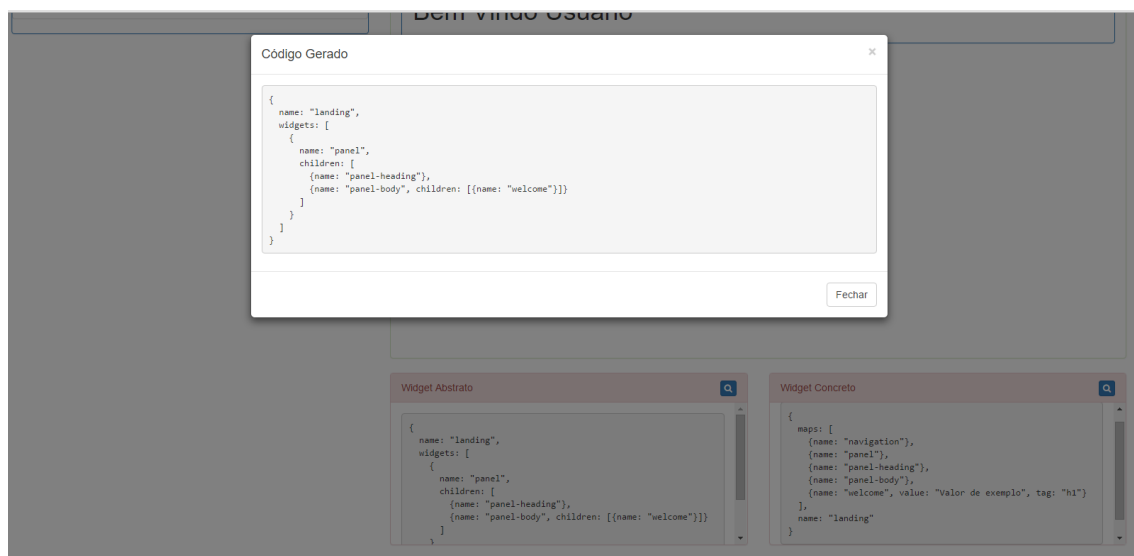 Bem Vindo Usuário
Código Gerado
×
{
  name: "landing",
  widgets: [
    {
      name: "panel",
      children: [
        {name: "panel-heading"},
        {name: "panel-body", children: [{name: "welcome"}]}
      ]
    }
  ]
}
Fechar
Widget Abstrato
{
  name: "landing",
  widgets: [
    {
      name: "panel",
      children: [
        {name: "panel-heading"},
        {name: "panel-body", children: [{name: "welcome"}]}
      ]
    }
Widget Concreto
{
  maps: [
    {name: "navigation"},
    {name: "panel"},
    {name: "panel-heading"},
    {name: "panel-body"},
    {name: "welcome", value: "Valor de exemplo", tag: "h1"}
  ],
  name: "landing"
}